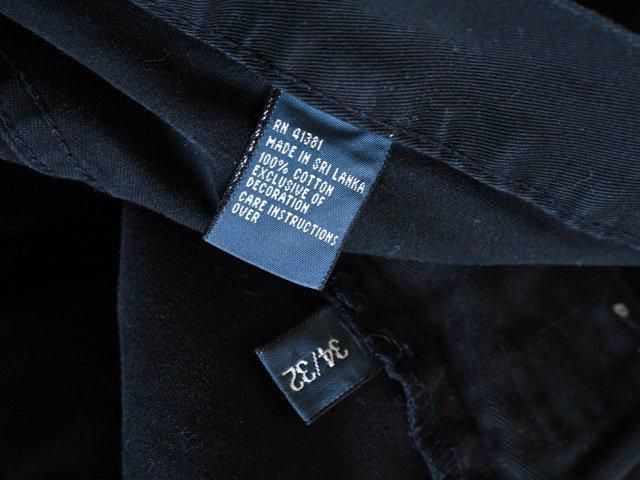 RN 41381
MADE IN SRI LANKA
100% COTTON
EXCLUSIVE OF
DECORATION
CARE INSTRUCTIONS
OVER
34/32